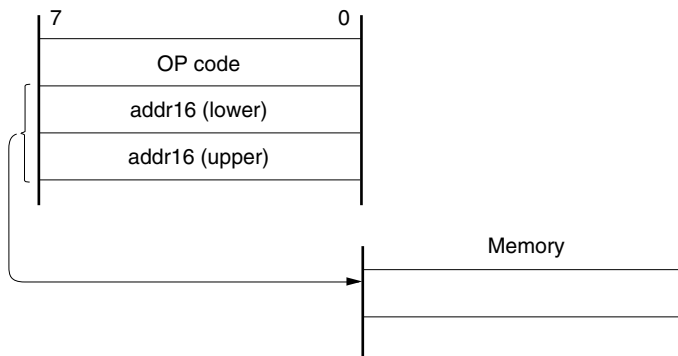 7 0
OP code
addr16 (lower)
addr16 (upper)
Memory